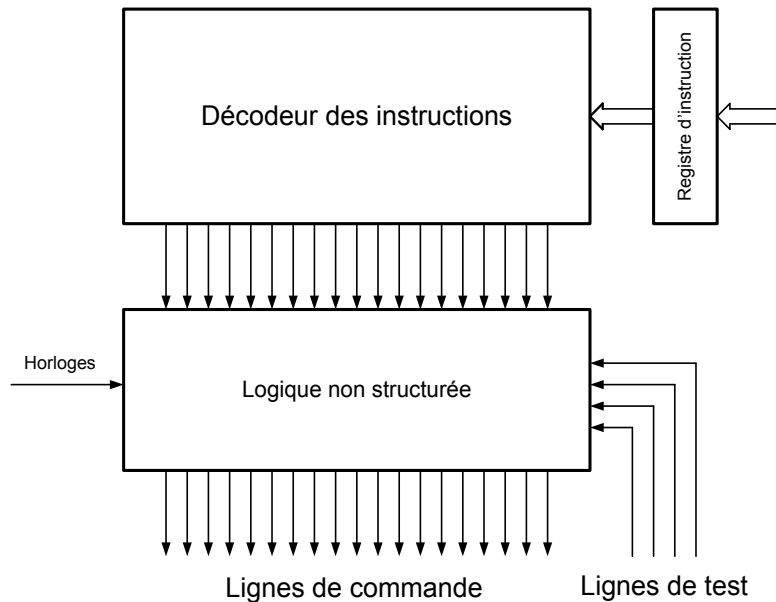 Décodeur des instructions
Registre d'instruction
Horloges
Logique non structurée
Lignes de commande
Lignes de test